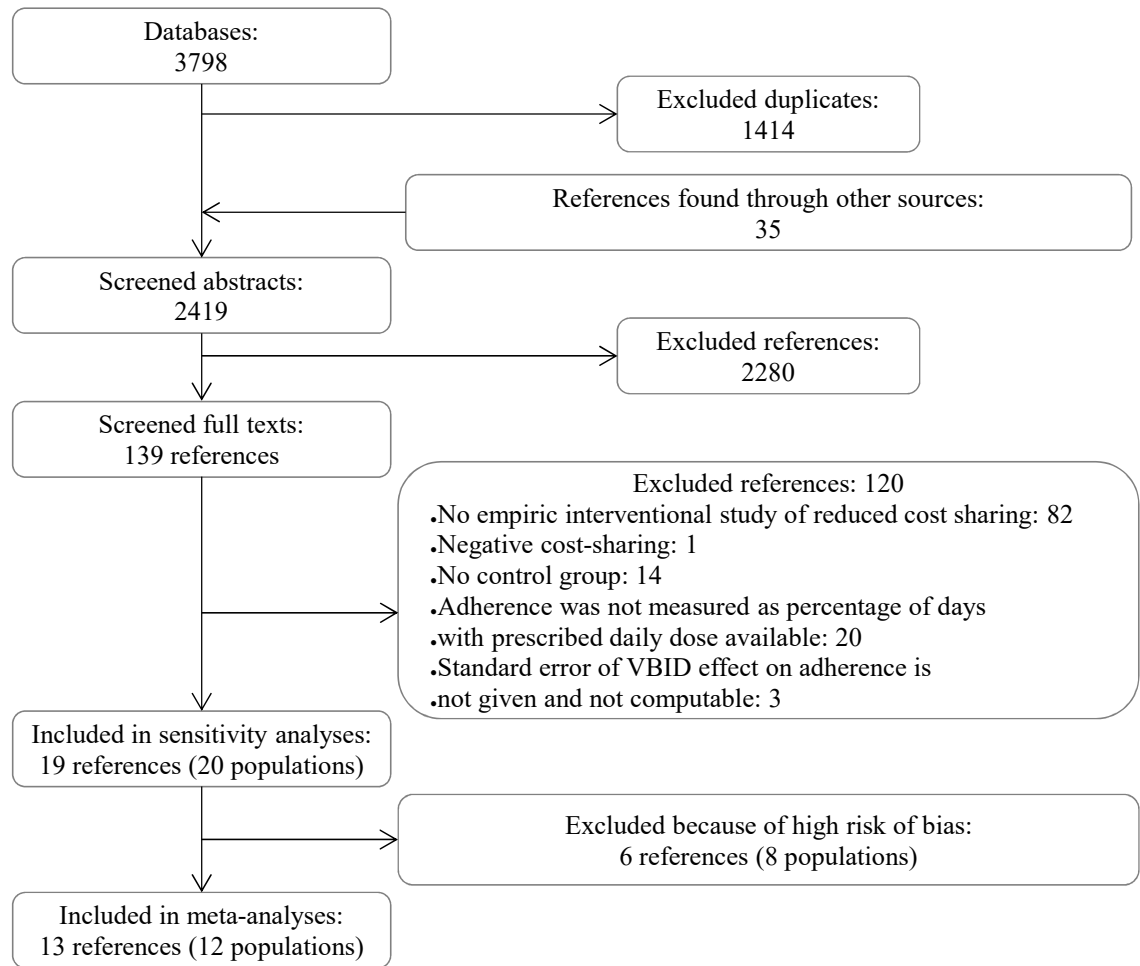 Databases:
3798
Excluded duplicates:
1414
References found through other sources:
35
Screened abstracts:
2419
Excluded references:
2280
Screened full texts:
139 references
Excluded references: 120
.No empiric interventional study of reduced cost sharing: 82
.Negative cost-sharing: 1
.No control group: 14
.Adherence was not measured as percentage of days
.with prescribed daily dose available: 20
.Standard error of VBID effect on adherence is
.not given and not computable: 3
Included in sensitivity analyses:
19 references (20 populations)
Excluded because of high risk of bias:
6 references (8 populations)
Included in meta-analyses:
13 references (12 populations)